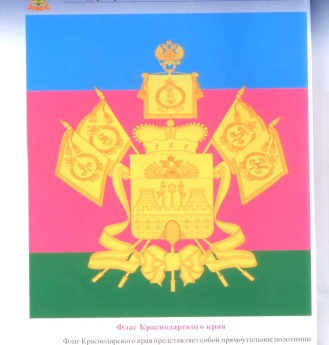 Флаг Краснодарского края
Флаг Краснодарского края представляет собой прямоугольное полотнище